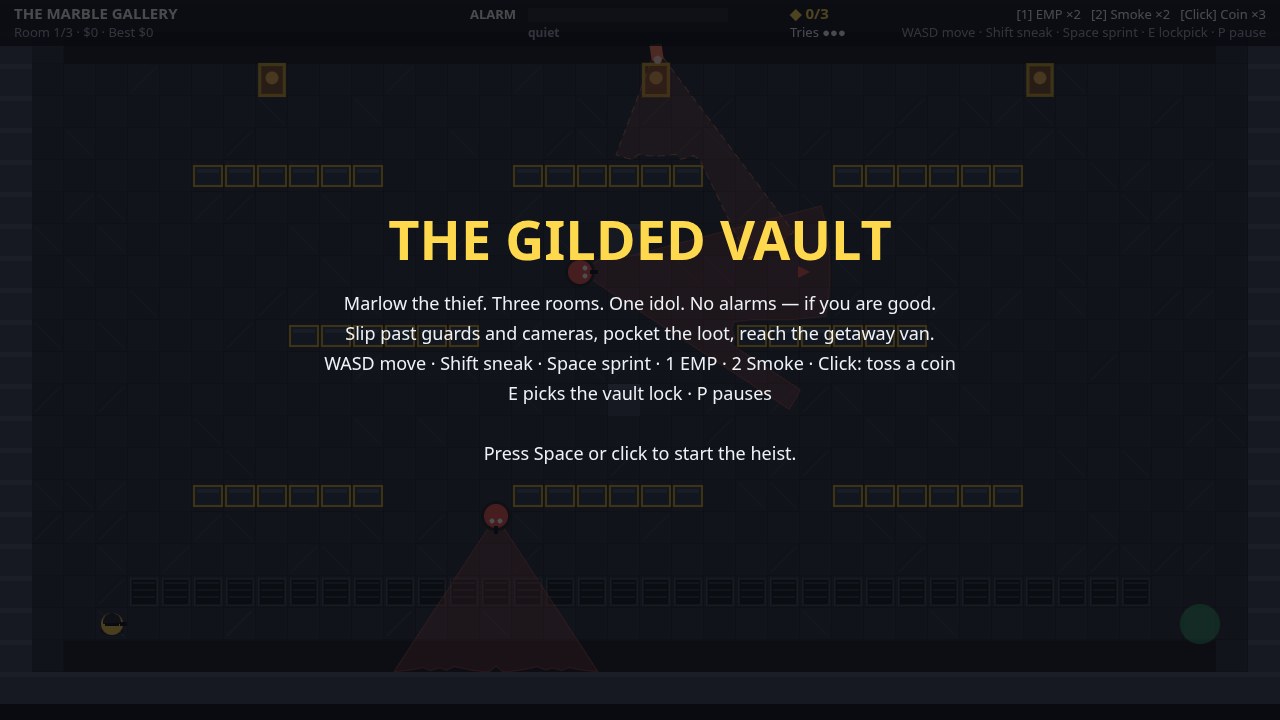 THE MARBLE GALLERY
Room 1/3 · $0 · Best $0
ALARM
quiet
◆ 0/3
Tries ●●●
[1] EMP ×2 [2] Smoke ×2 [Click] Coin ×3
WASD move · Shift sneak · Space sprint · E lockpick · P pause
THE GILDED VAULT
Marlow the thief. Three rooms. One idol. No alarms — if you are good.
Slip past guards and cameras, pocket the loot, reach the getaway van.
WASD move · Shift sneak · Space sprint · 1 EMP · 2 Smoke · Click: toss a coin
E picks the vault lock · P pauses
Press Space or click to start the heist.